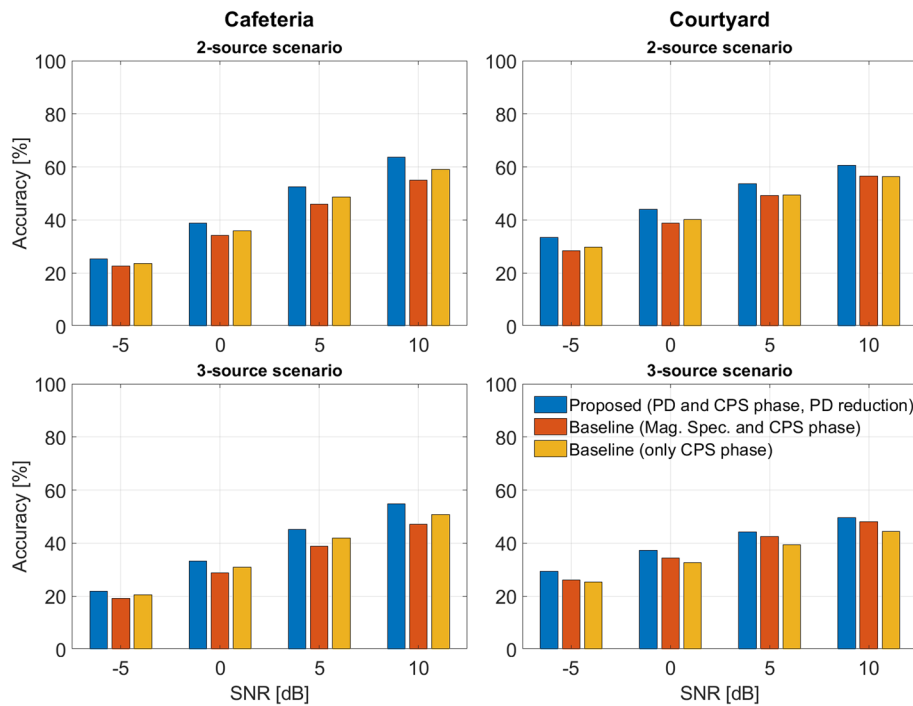 Cafeteria
2-source scenario
Accuracy [%]
100
80
60
40
20
0
-5 0 5 10
Courtyard
2-source scenario
100
80
60
40
20
0
-5 0 5 10
3-source scenario
Accuracy [%]
100
80
60
40
20
0
-5 0 5 10
SNR [dB]
3-source scenario
100
80
60
40
20
0
Proposed (PD and CPS phase, PD reduction)
Baseline (Mag. Spec. and CPS phase)
Baseline (only CPS phase)
-5 0 5 10
SNR [dB]